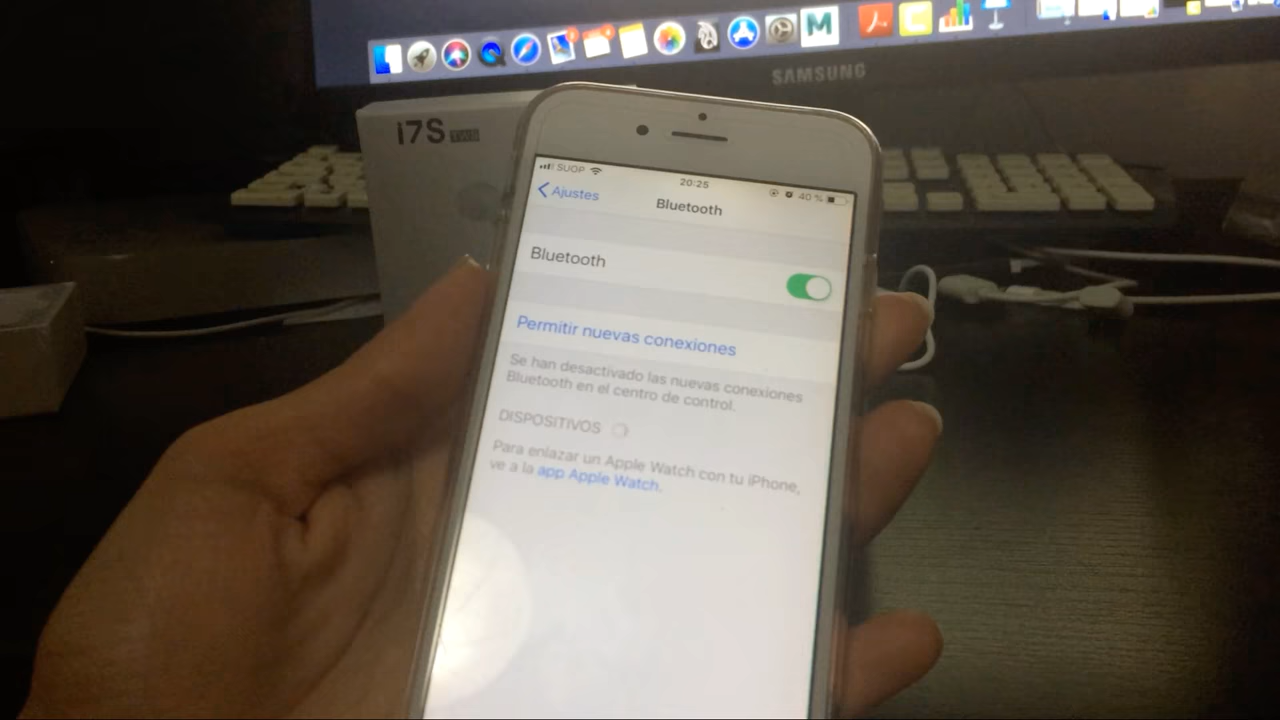 SAMSUNG
i7S TWS
SUOP
20:25
40 %
Ajustes
Bluetooth
Bluetooth
Permitir nuevas conexiones
Se han desactivado las nuevas conexiones
Bluetooth en el centro de control.
DISPOSITIVOS
Para enlazar un Apple Watch con tu iPhone,
ve a la app Apple Watch.